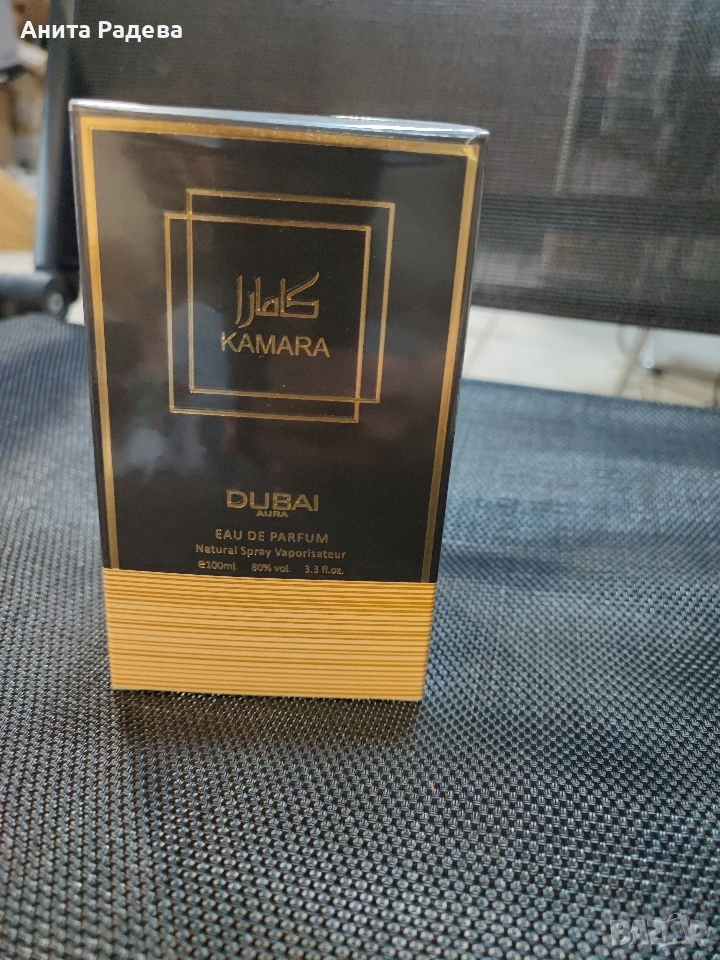 Анита Радева
كامارا
KAMARA
DUBAI
AURA
EAU DE PARFUM
Natural Spray Vaporisateur
℮100ml. 80% vol. 3.3 fl.oz.
BAZAR